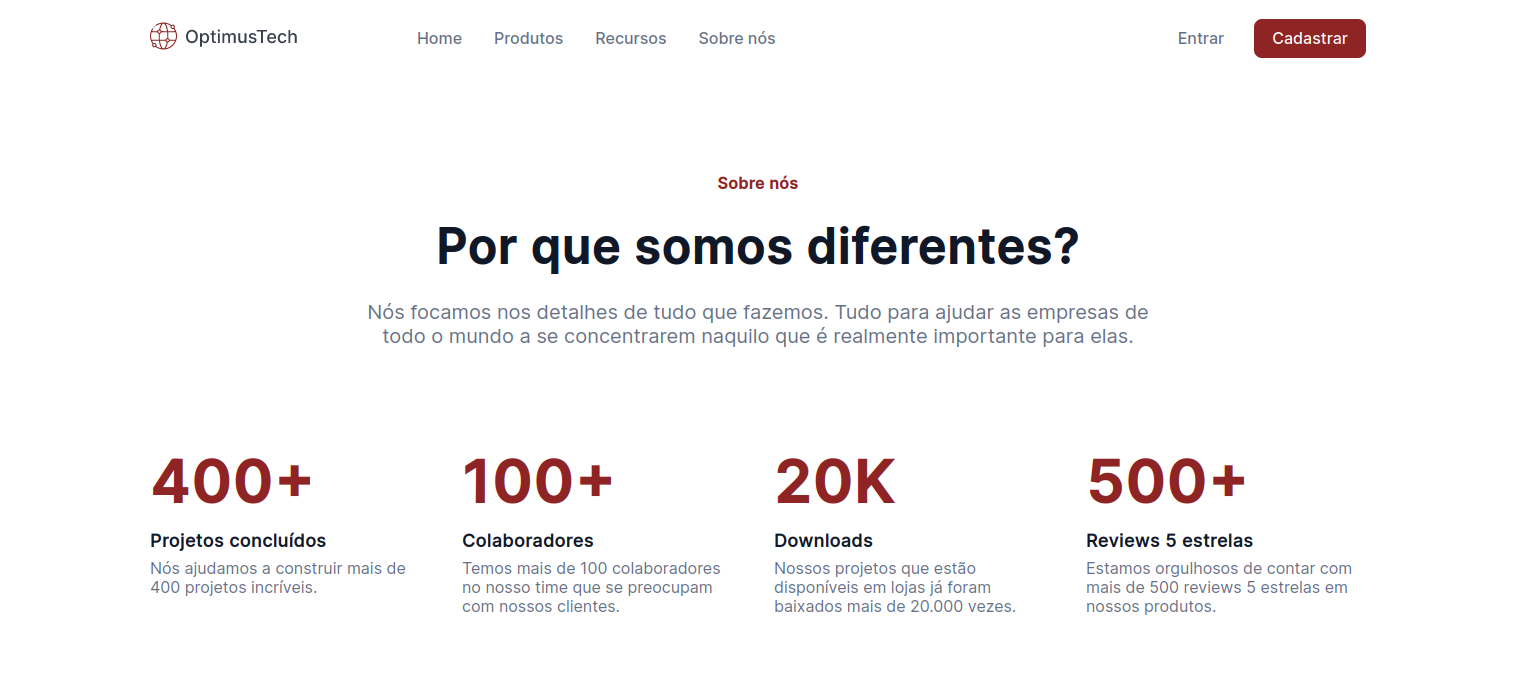 OptimusTech
Home Produtos Recursos Sobre nós
Entrar Cadastrar
Sobre nós
Por que somos diferentes?
Nós focamos nos detalhes de tudo que fazemos. Tudo para ajudar as empresas de
todo o mundo a se concentrarem naquilo que é realmente importante para elas.
400+
Projetos concluídos
Nós ajudamos a construir mais de
400 projetos incríveis.
100+
Colaboradores
Temos mais de 100 colaboradores
no nosso time que se preocupam
com nossos clientes.
20K
Downloads
Nossos projetos que estão
disponíveis em lojas já foram
baixados mais de 20.000 vezes.
500+
Reviews 5 estrelas
Estamos orgulhosos de contar com
mais de 500 reviews 5 estrelas em
nossos produtos.